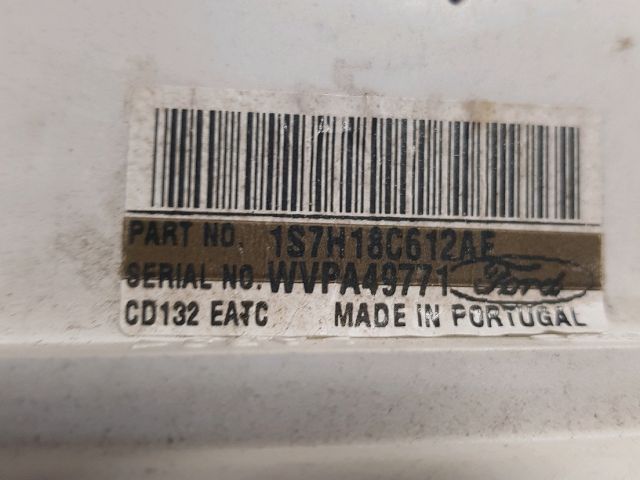 PART NO. 1S7H18C612AE
SERIAL NO. WVPA49771 Ford
CD132 EATC MADE IN PORTUGAL